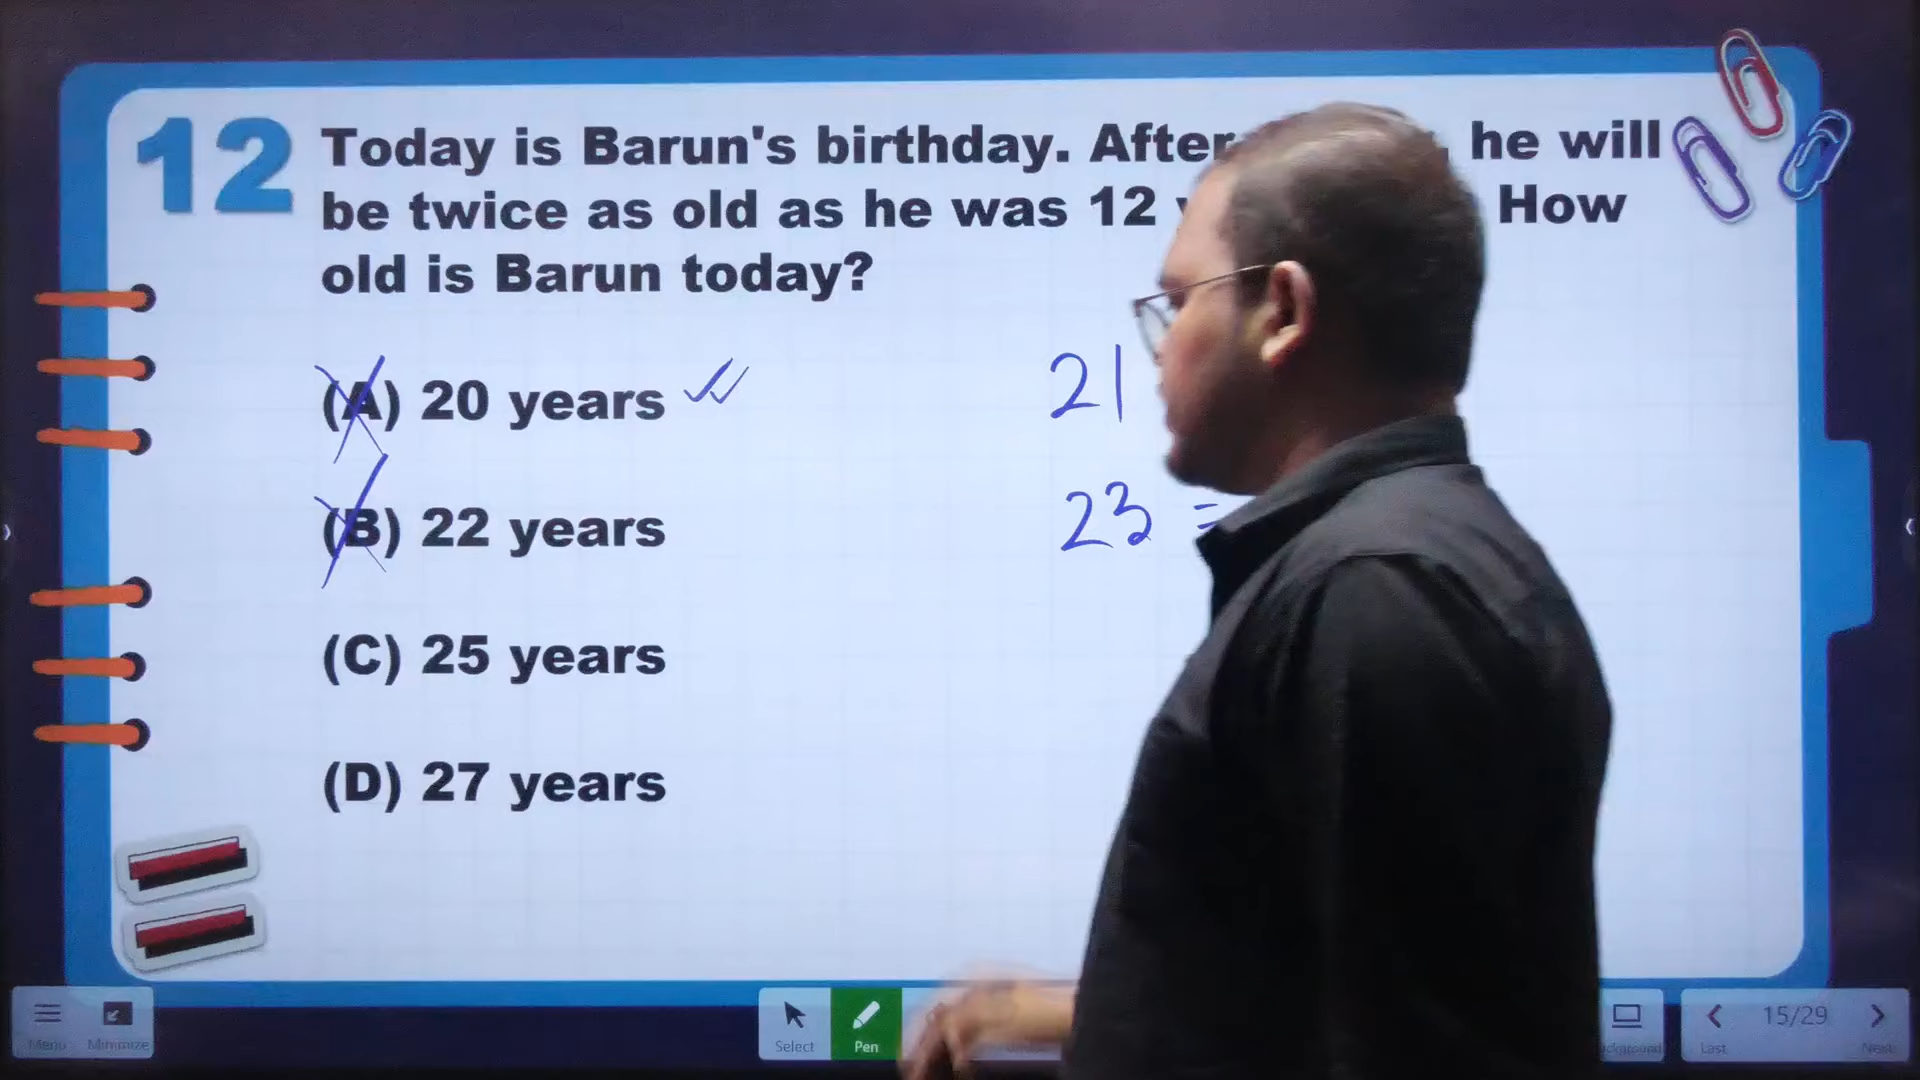 12
Today is Barun's birthday. After he will
be twice as old as he was 12 How
old is Barun today?
(A) 20 years
21
(B) 22 years
23 =
(C) 25 years
(D) 27 years
Menu Minimize Select Pen 15/29
Last Next